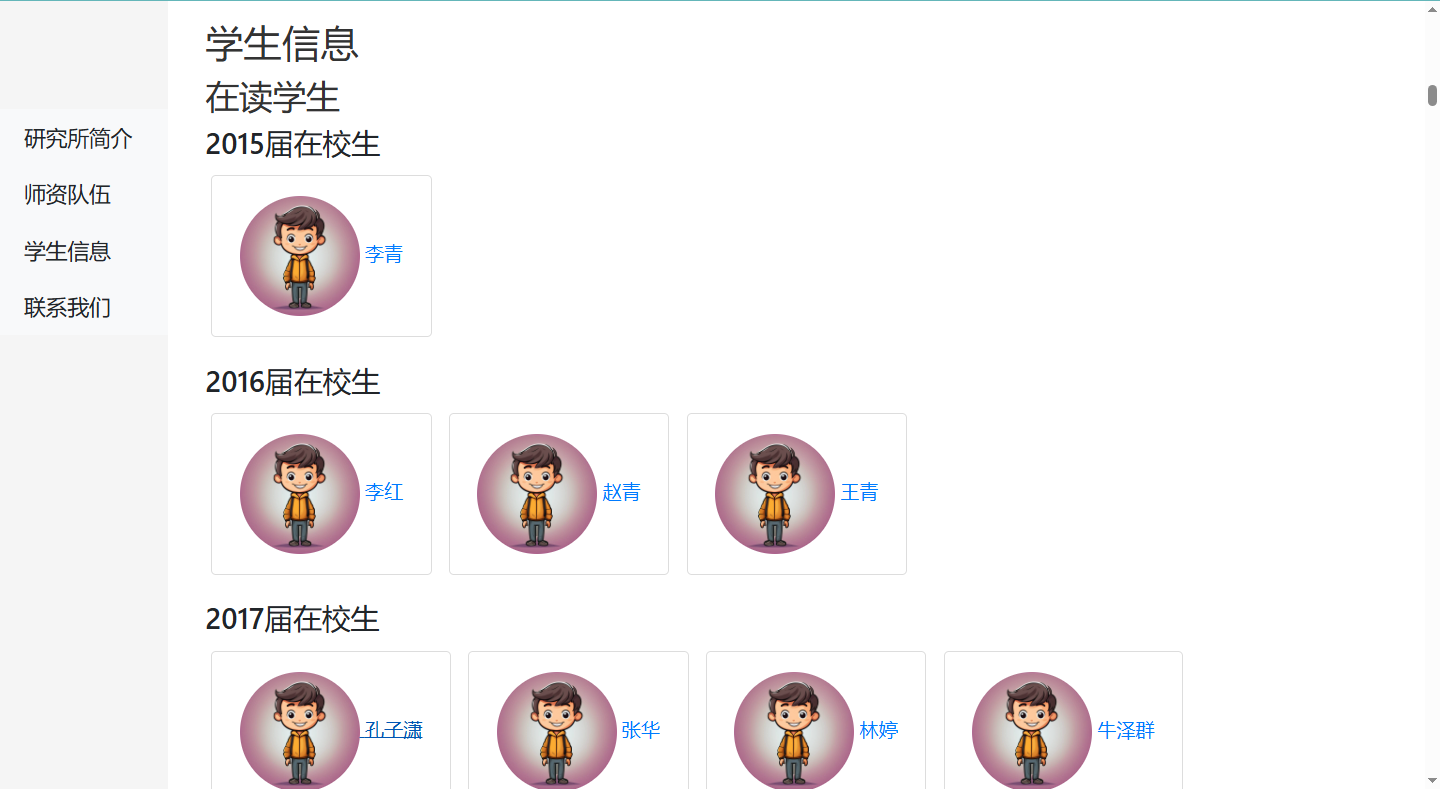 学生信息
在读学生
2015届在校生
研究所简介
师资队伍
学生信息
联系我们
李青
2016届在校生
李红
赵青
王青
2017届在校生
孔子潇
张华
林婷
牛泽群